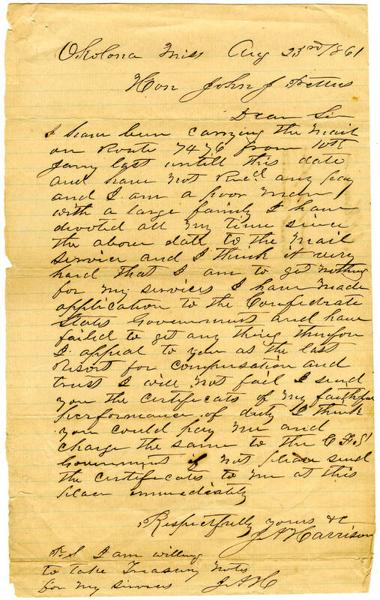 Okolona Miss Aug 23rd 1861
Hon John J Pettus
Dear Sir
I have been carrying the mail
on Route 7476 from 10th
Jany last untill this date
and have not Rec'd any pay
and I am a poor man
with a large family I have
devoted all my time since
the above date to the mail
service and I think it very
hard that I am to get nothing
for my services I have made
application to the Confedrate
States Government and have
failed to get any thing therefor
I appeal to you as the last
resort for compensation and
trust I will not fail I send
you the certificats of my faithful
performance of duty I think
you could pay me and
charge the same to the C.S.
Government if not please send
the certificates to me at this
place immediately
Respectfully yours &c
J A Harrison
P.S I am willing
to take Treasury Notes
for my services J A H